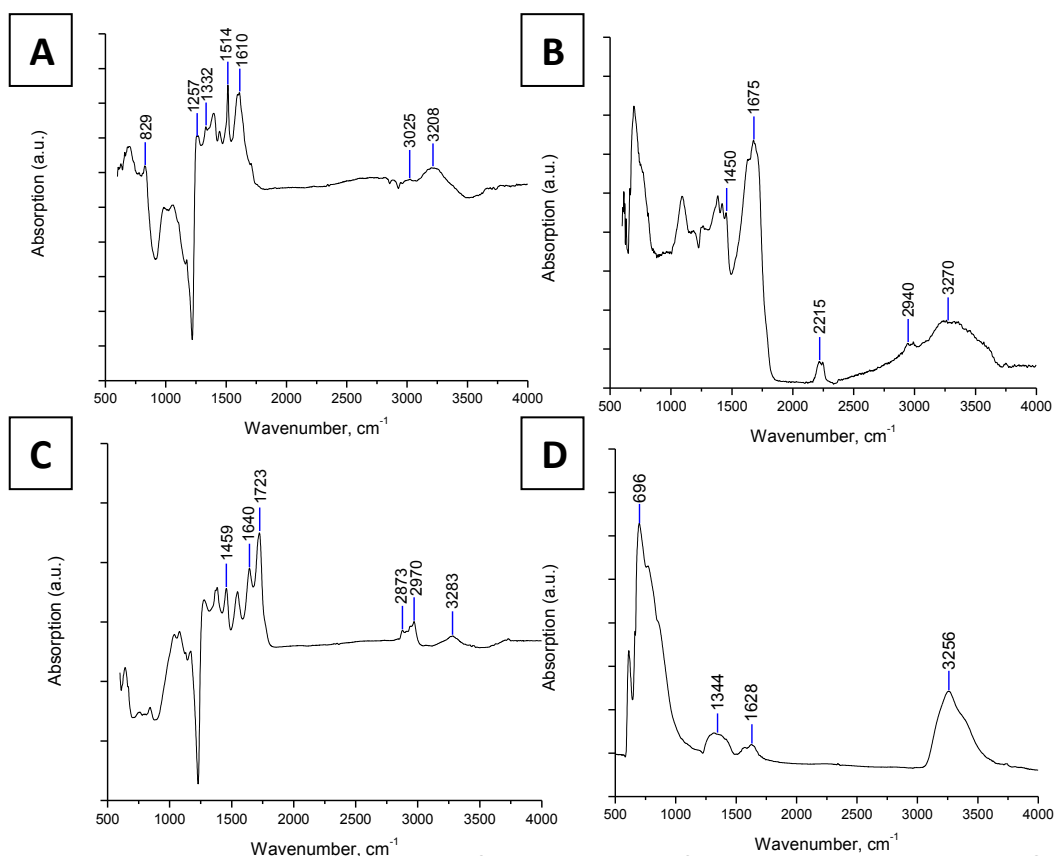 A
Absorption (a.u.)
829
1257
1332
1514
1610
3025
3208
500 1000 1500 2000 2500 3000 3500 4000
Wavenumber, cm-1
B
Absorption (a.u.)
1450
1675
2215
2940
3270
500 1000 1500 2000 2500 3000 3500 4000
Wavenumber, cm-1
C
Absorption (a.u.)
1459
1640
1723
2873
2970
3283
500 1000 1500 2000 2500 3000 3500 4000
Wavenumber, cm-1
D
Absorption (a.u.)
696
1344
1628
3256
500 1000 1500 2000 2500 3000 3500 4000
Wavenumber, cm-1